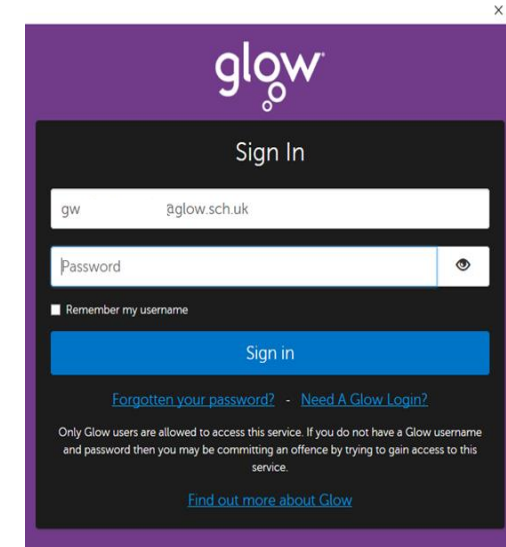 X
glow
Sign In
gw @glow.sch.uk
Password
Remember my username
Sign in
Forgotten your password? - Need A Glow Login?
Only Glow users are allowed to access this service. If you do not have a Glow username
and password then you may be committing an offence by trying to gain access to this
service.
Find out more about Glow